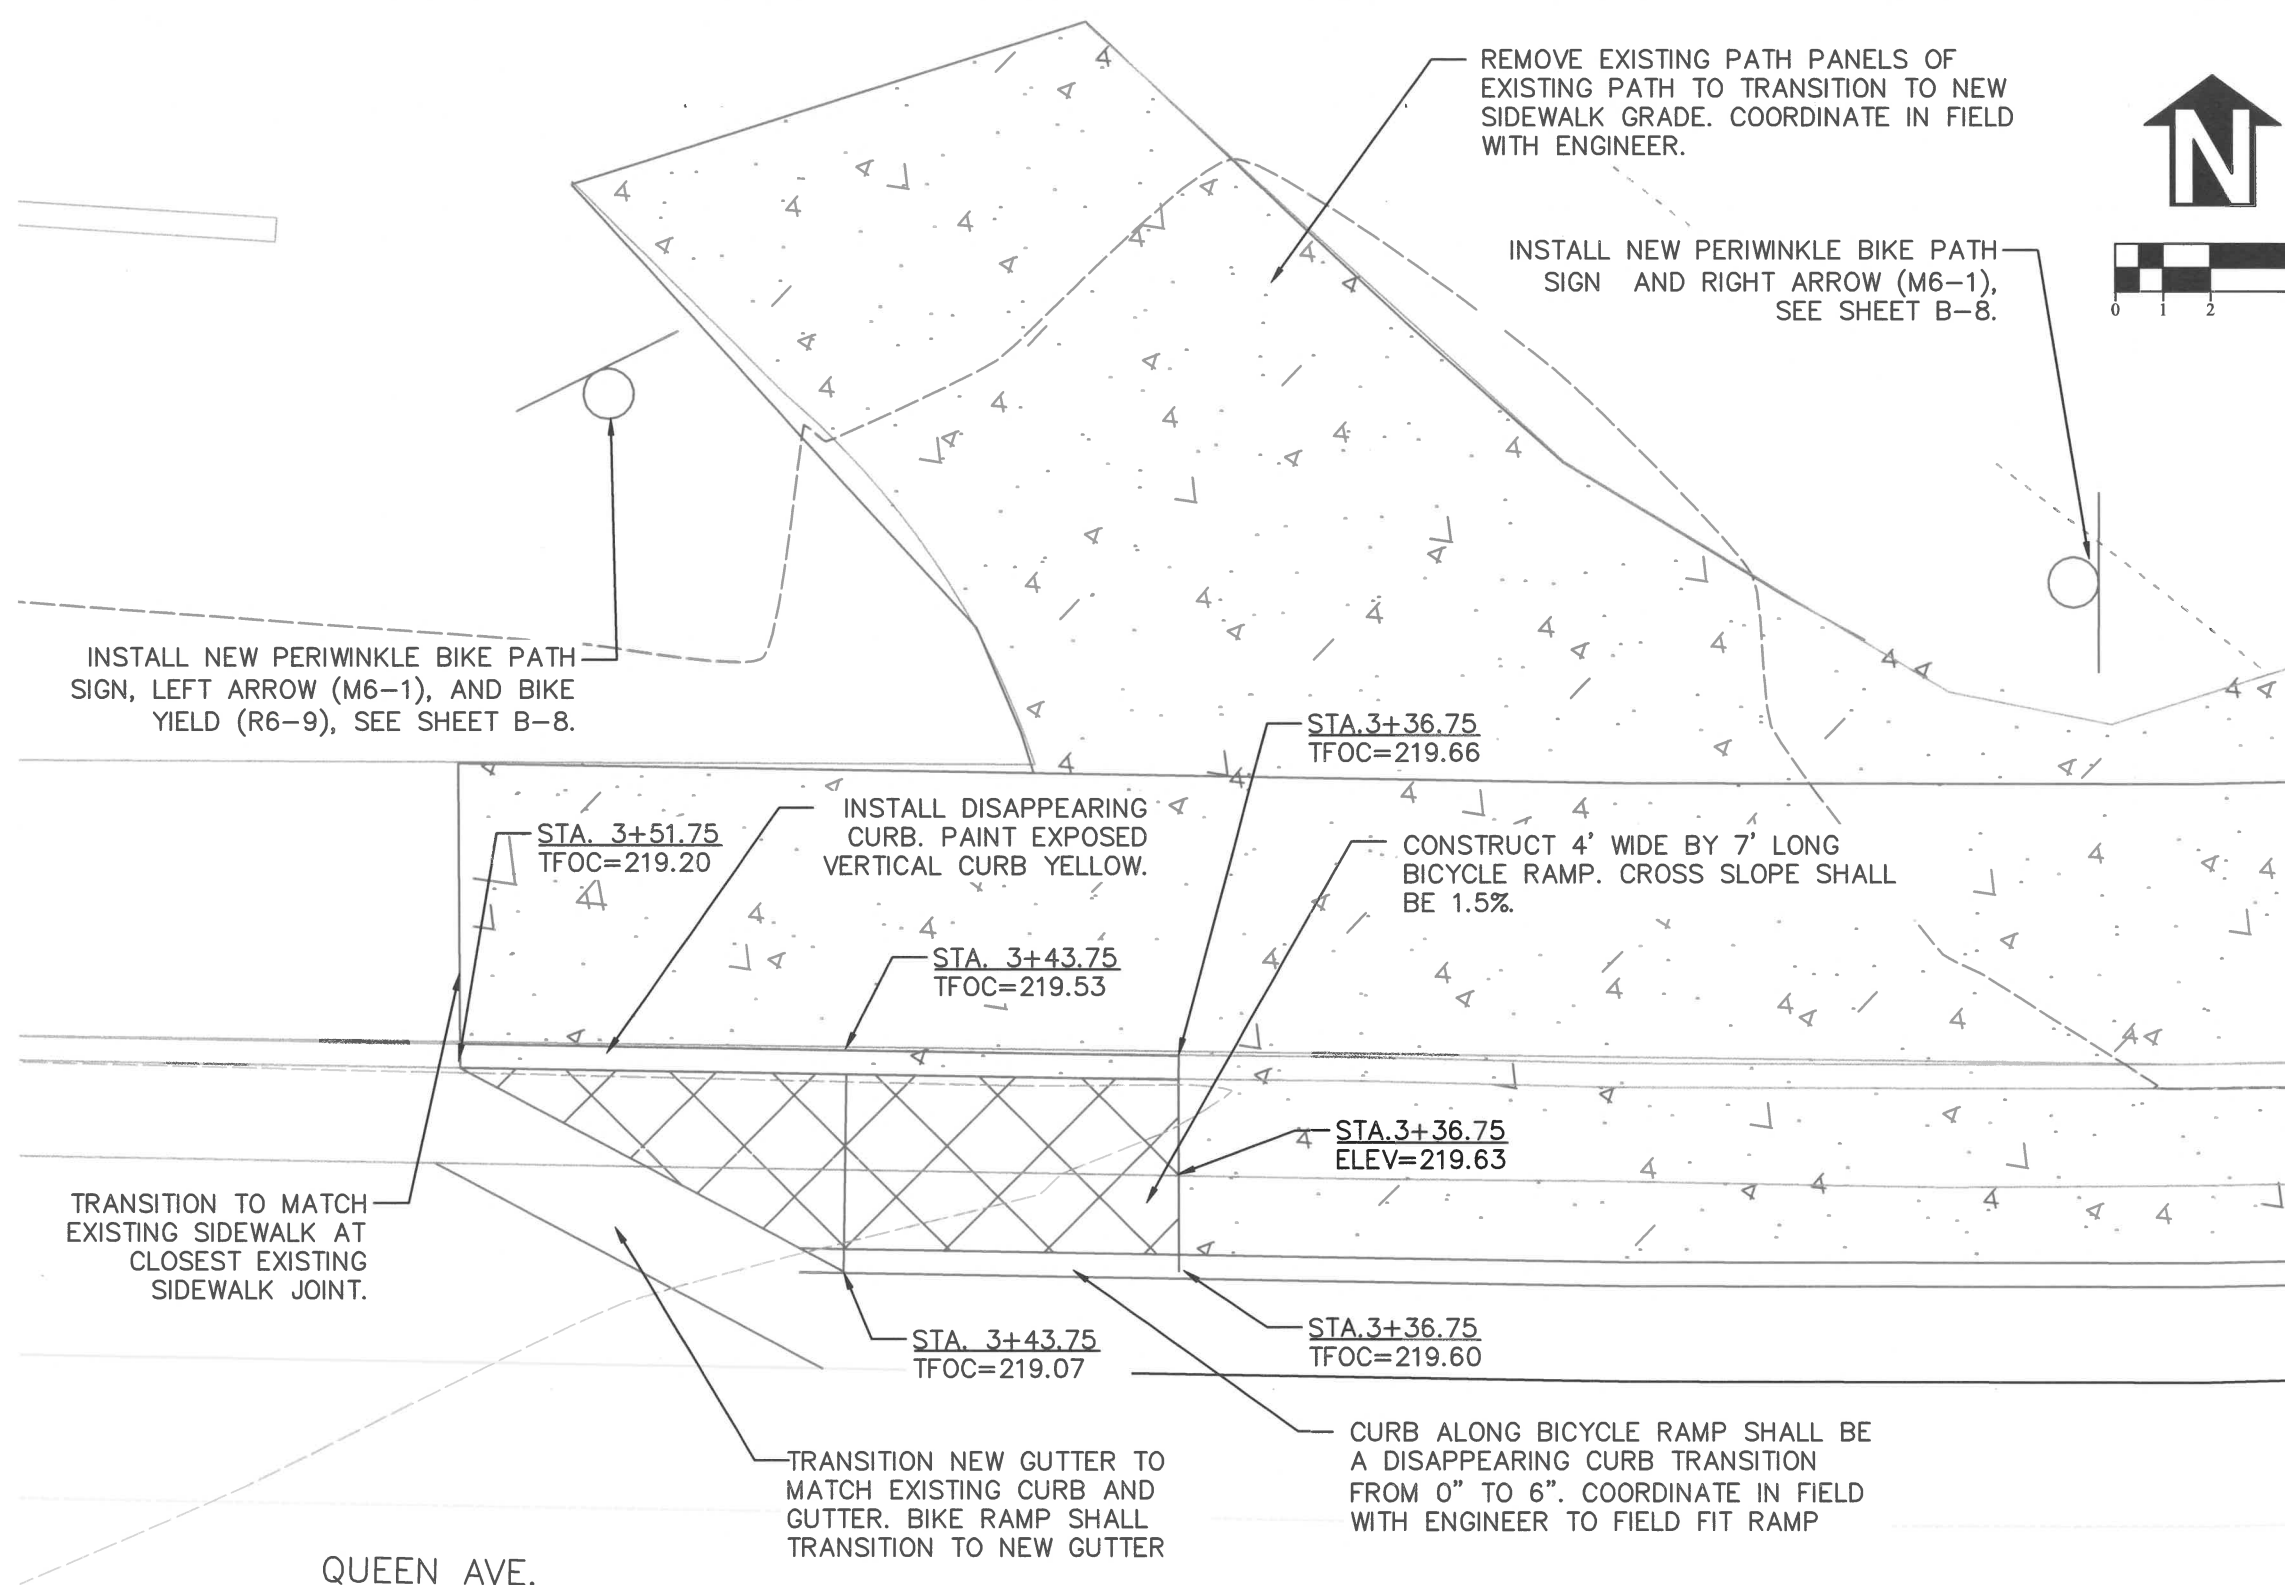 REMOVE EXISTING PATH PANELS OF
EXISTING PATH TO TRANSITION TO NEW
SIDEWALK GRADE. COORDINATE IN FIELD
WITH ENGINEER.
N
INSTALL NEW PERIWINKLE BIKE PATH
SIGN AND RIGHT ARROW (M6-1),
SEE SHEET B-8.
0 1 2
INSTALL NEW PERIWINKLE BIKE PATH
SIGN, LEFT ARROW (M6-1), AND BIKE
YIELD (R6-9), SEE SHEET B-8.
STA.3+36.75
TFOC=219.66
INSTALL DISAPPEARING
CURB. PAINT EXPOSED
VERTICAL CURB YELLOW.
STA. 3+51.75
TFOC=219.20
CONSTRUCT 4' WIDE BY 7' LONG
BICYCLE RAMP. CROSS SLOPE SHALL
BE 1.5%.
STA. 3+43.75
TFOC=219.53
STA.3+36.75
ELEV=219.63
TRANSITION TO MATCH
EXISTING SIDEWALK AT
CLOSEST EXISTING
SIDEWALK JOINT.
STA. 3+43.75
TFOC=219.07
STA.3+36.75
TFOC=219.60
TRANSITION NEW GUTTER TO
MATCH EXISTING CURB AND
GUTTER. BIKE RAMP SHALL
TRANSITION TO NEW GUTTER
CURB ALONG BICYCLE RAMP SHALL BE
A DISAPPEARING CURB TRANSITION
FROM 0" TO 6". COORDINATE IN FIELD
WITH ENGINEER TO FIELD FIT RAMP
QUEEN AVE.